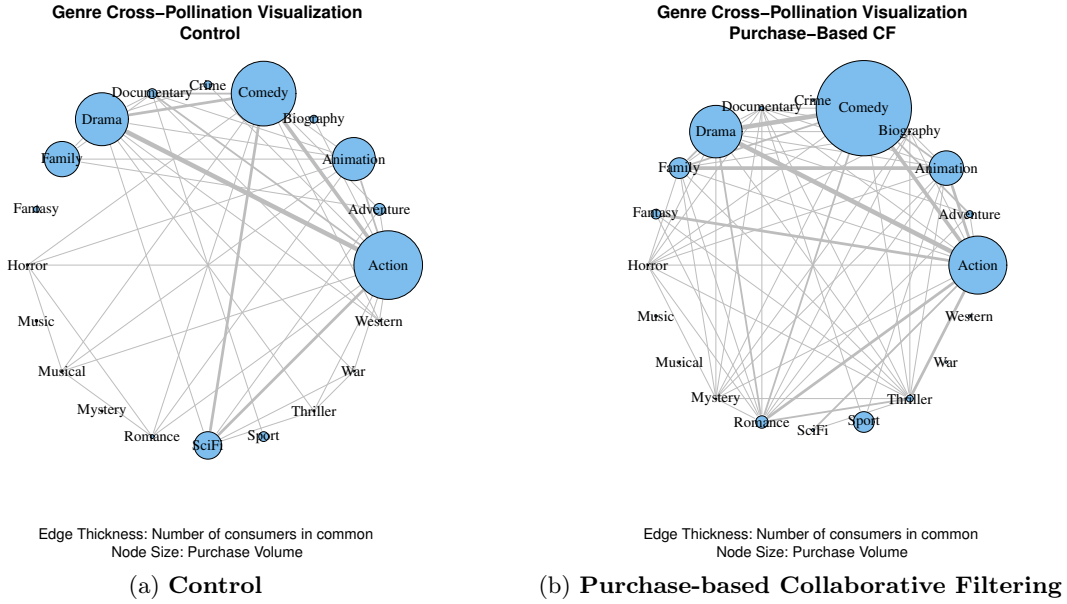 Genre Cross−Pollination Visualization
Control
Crime
Documentary
Comedy
Drama
Biography
Family
Animation
Fantasy
Adventure
Horror
Action
Music
Western
Musical
War
Mystery
Thriller
Romance
SciFi
Sport
Edge Thickness: Number of consumers in common
Node Size: Purchase Volume
(a) Control
Genre Cross−Pollination Visualization
Purchase−Based CF
Crime
Documentary
Comedy
Drama
Biography
Family
Animation
Fantasy
Adventure
Horror
Action
Music
Western
Musical
War
Mystery
Thriller
Romance
SciFi
Sport
Edge Thickness: Number of consumers in common
Node Size: Purchase Volume
(b) Purchase-based Collaborative Filtering